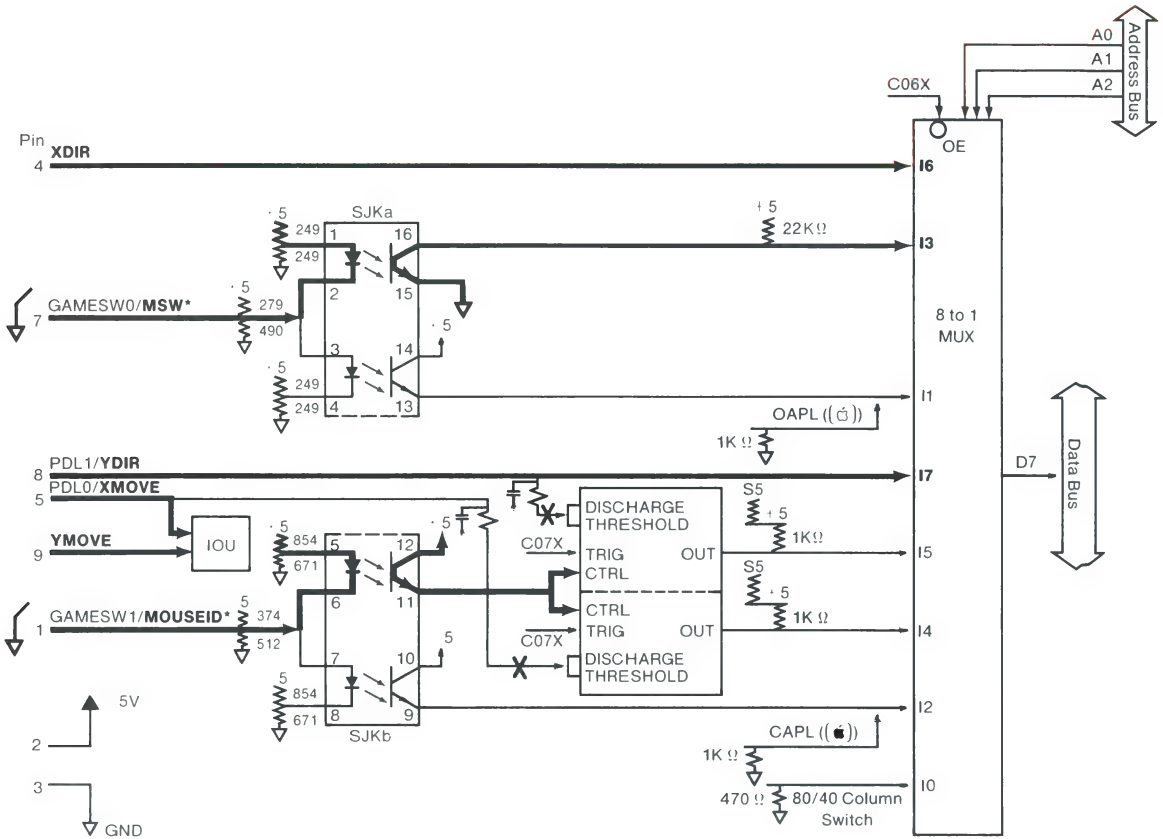 A0
A1
A2
Address Bus
C06X
OE
Pin
4 XDIR
I6
SJKa
· 5
249
249
1
16
+ 5
22KΩ
I3
2
15
GAMESW0/MSW*
7
· 5
279
490
8 to 1
MUX
3
14
· 5
· 5
249
249
4
13
I1
OAPL (())
1K Ω
PDL1/YDIR
8
I7
D7
Data Bus
PDL0/XMOVE
5
DISCHARGE
THRESHOLD
S5
+ 5
1KΩ
IOU
YMOVE
9
· 5
854
671
5
12
· 5
C07X
TRIG
OUT
I5
CTRL
6
11
S5
+ 5
1KΩ
GAMESW1/MOUSEID*
1
5
374
512
CTRL
TRIG
OUT
I4
C07X
7
10
5
DISCHARGE
THRESHOLD
5
854
671
8
9
I2
SJKb
5V
2
CAPL (())
1K Ω
3
GND
470 Ω
80/40 Column
Switch
I0